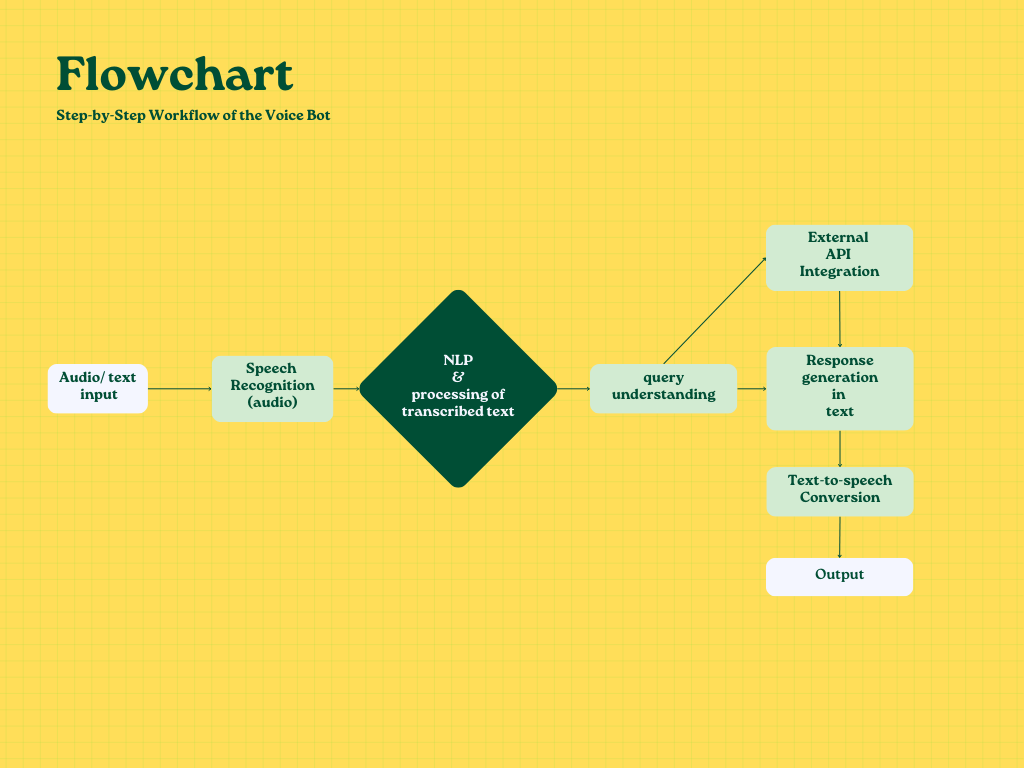 Flowchart
Step-by-Step Workflow of the Voice Bot
Audio/ text
input
Speech
Recognition
(audio)
NLP
&
processing of
transcribed text
query
understanding
External
API
Integration
Response
generation
in
text
Text-to-speech
Conversion
Output